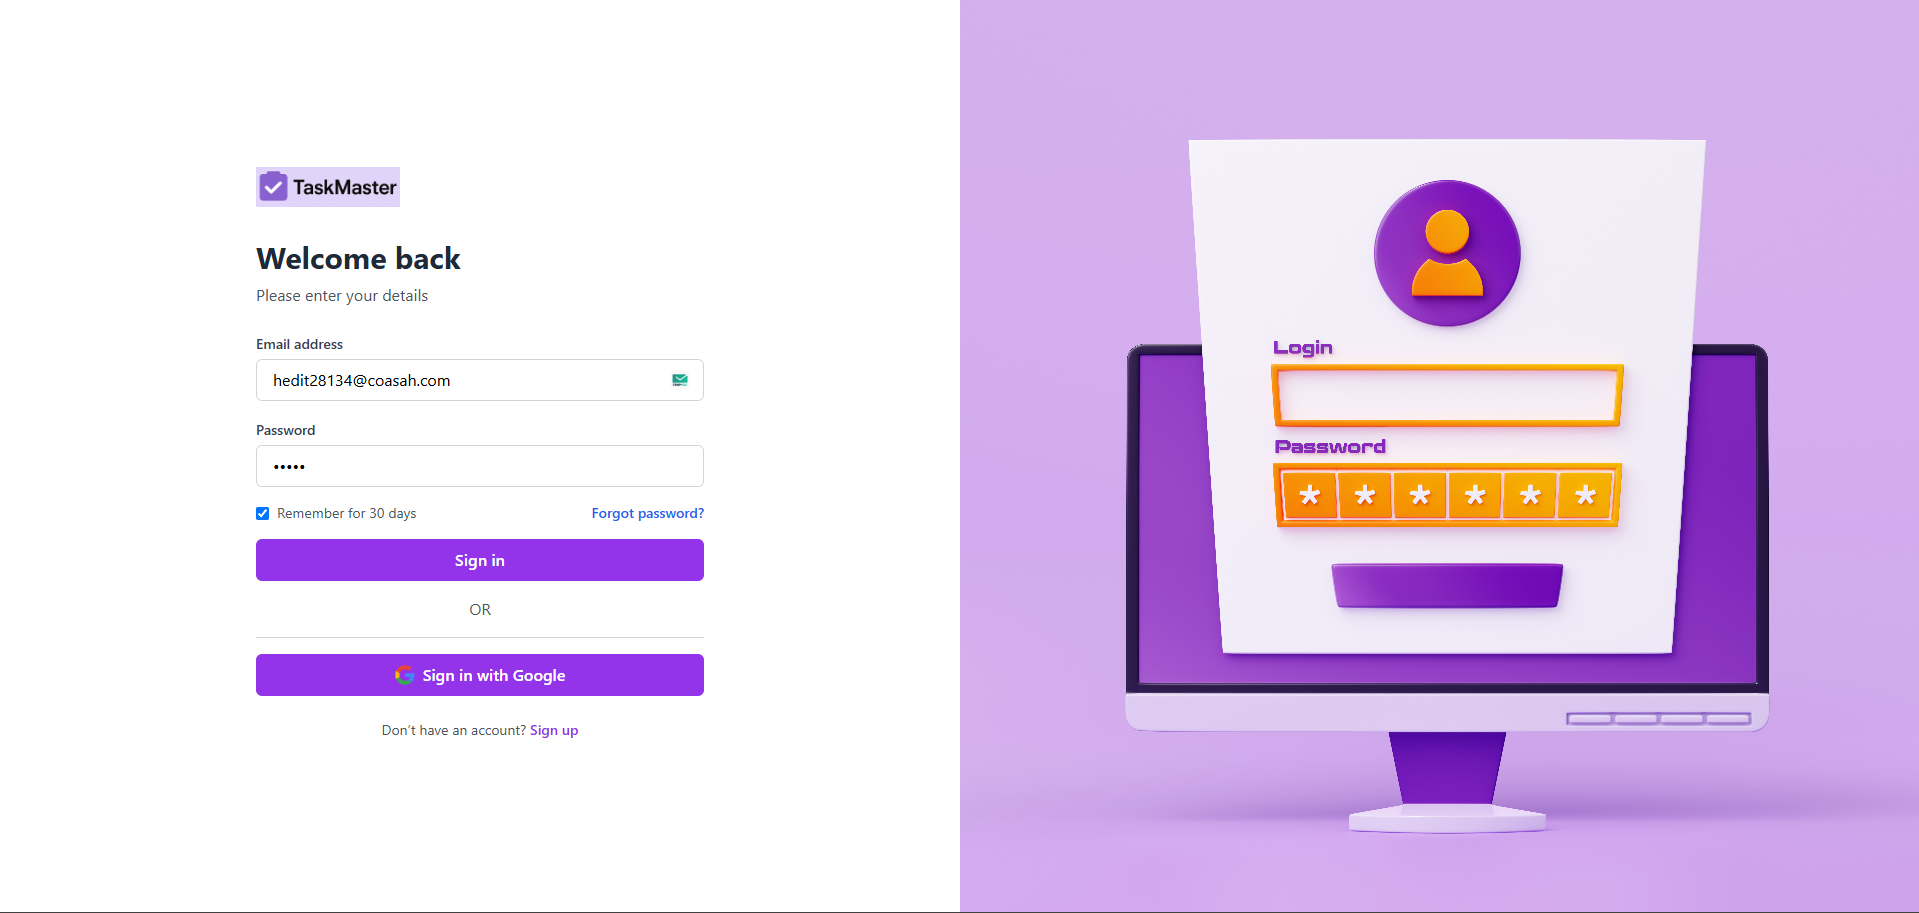 TaskMaster
Welcome back
Please enter your details
Email address
hedit28134@coasah.com
Password
•••••
Remember for 30 days
Forgot password?
Sign in
OR
Sign in with Google
Don't have an account? Sign up
Login
Password
* * * * * *